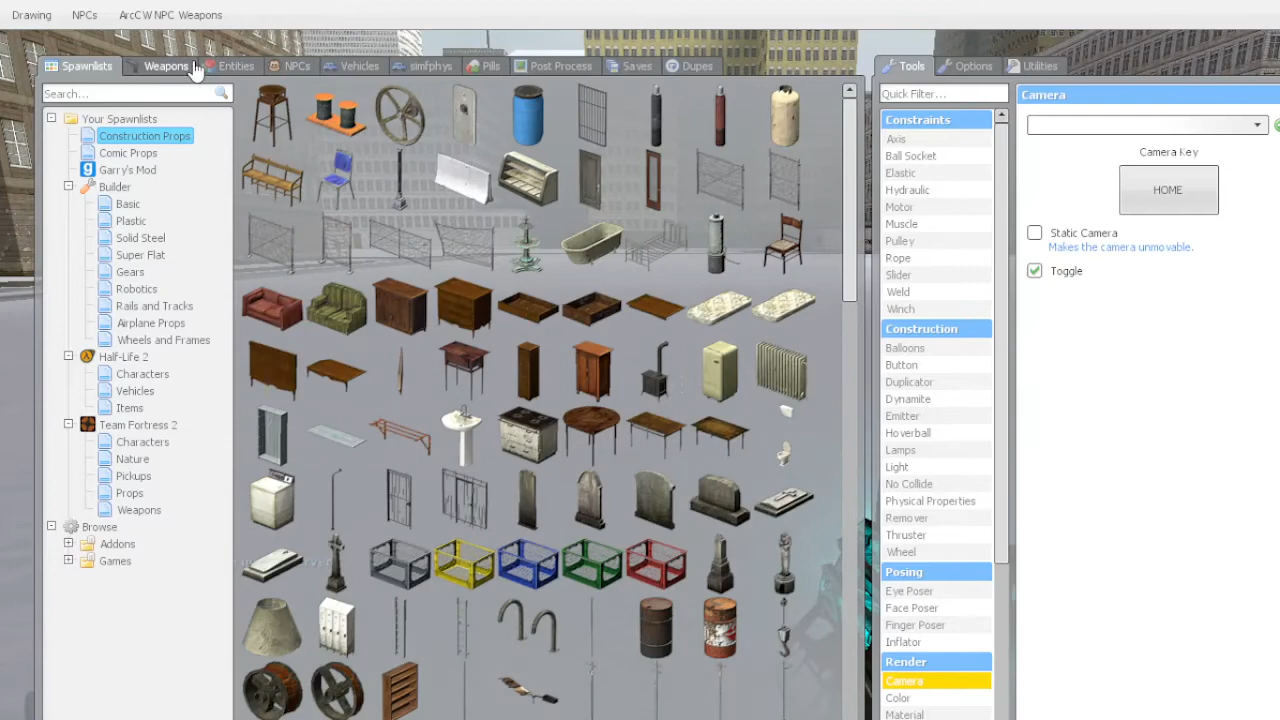 Drawing NPCs ArcCW NPC Weapons
Spawnlists Weapons Entities NPCs Vehicles simfphys Pills Post Process Saves Dupes
Tools Options Utilities
Search...
Your Spawnlists
Construction Props
Comic Props
Garry's Mod
Builder
Basic
Plastic
Solid Steel
Super Flat
Gears
Robotics
Rails and Tracks
Airplane Props
Wheels and Frames
Half-Life 2
Characters
Vehicles
Items
Team Fortress 2
Characters
Nature
Pickups
Props
Weapons
Browse
Addons
Games
Quick Filter...
Constraints
Axis
Ball Socket
Elastic
Hydraulic
Motor
Muscle
Pulley
Rope
Slider
Weld
Winch
Construction
Balloons
Button
Duplicator
Dynamite
Emitter
Hoverball
Lamps
Light
No Collide
Physical Properties
Remover
Thruster
Wheel
Posing
Eye Poser
Face Poser
Finger Poser
Inflator
Render
Camera
Color
Material
Camera
Camera Key
HOME
Static Camera
Makes the camera unmovable.
Toggle